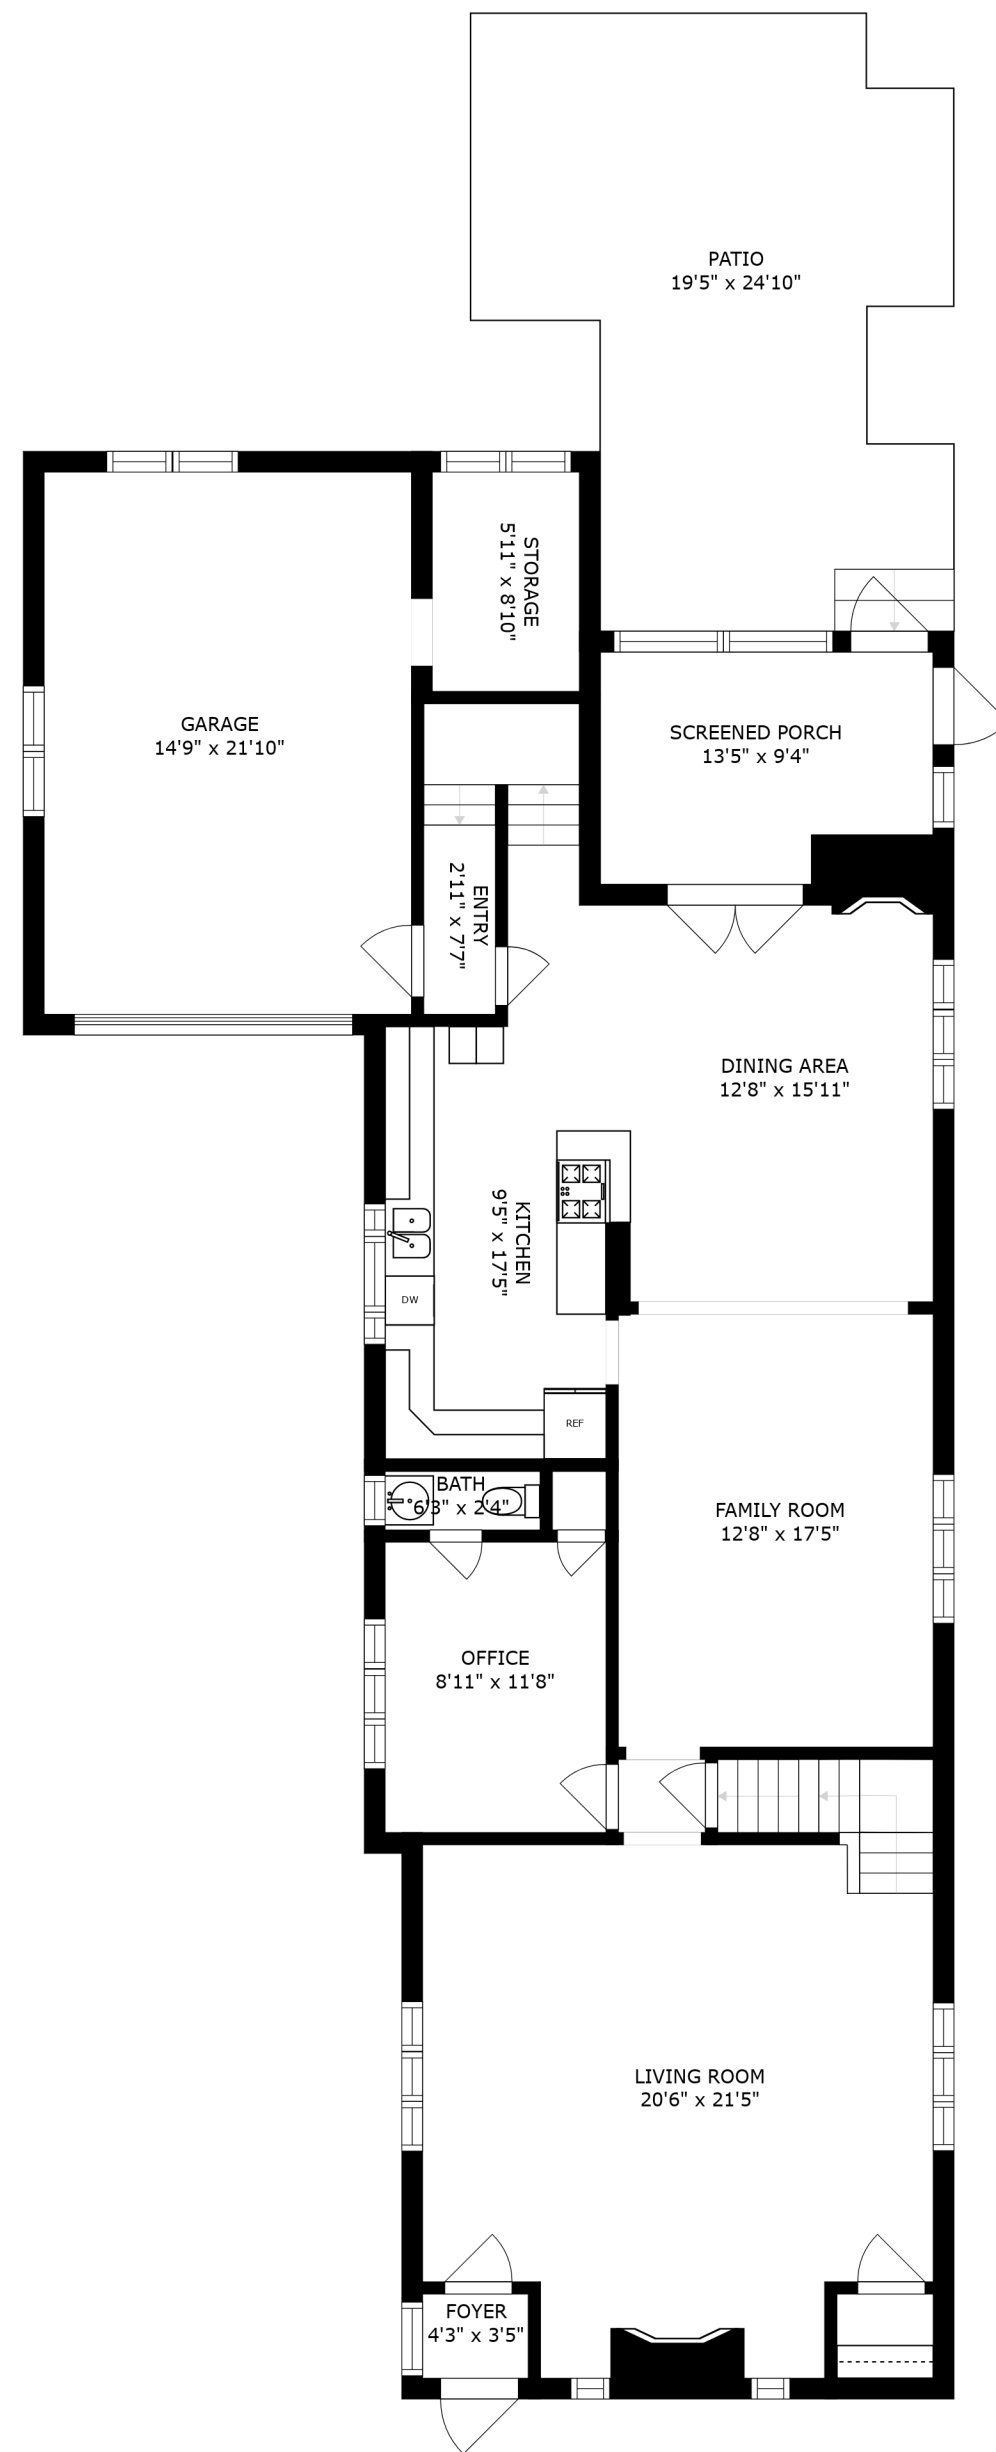 PATIO
19'5" x 24'10"
STORAGE
5'11" x 8'10"
GARAGE
14'9" x 21'10"
SCREENED PORCH
13'5" x 9'4"
ENTRY
2'11" x 7'7"
DINING AREA
12'8" x 15'11"
KITCHEN
9'5" x 17'5"
DW
REF
BATH
6'3" x 2'4"
FAMILY ROOM
12'8" x 17'5"
OFFICE
8'11" x 11'8"
LIVING ROOM
20'6" x 21'5"
FOYER
4'3" x 3'5"